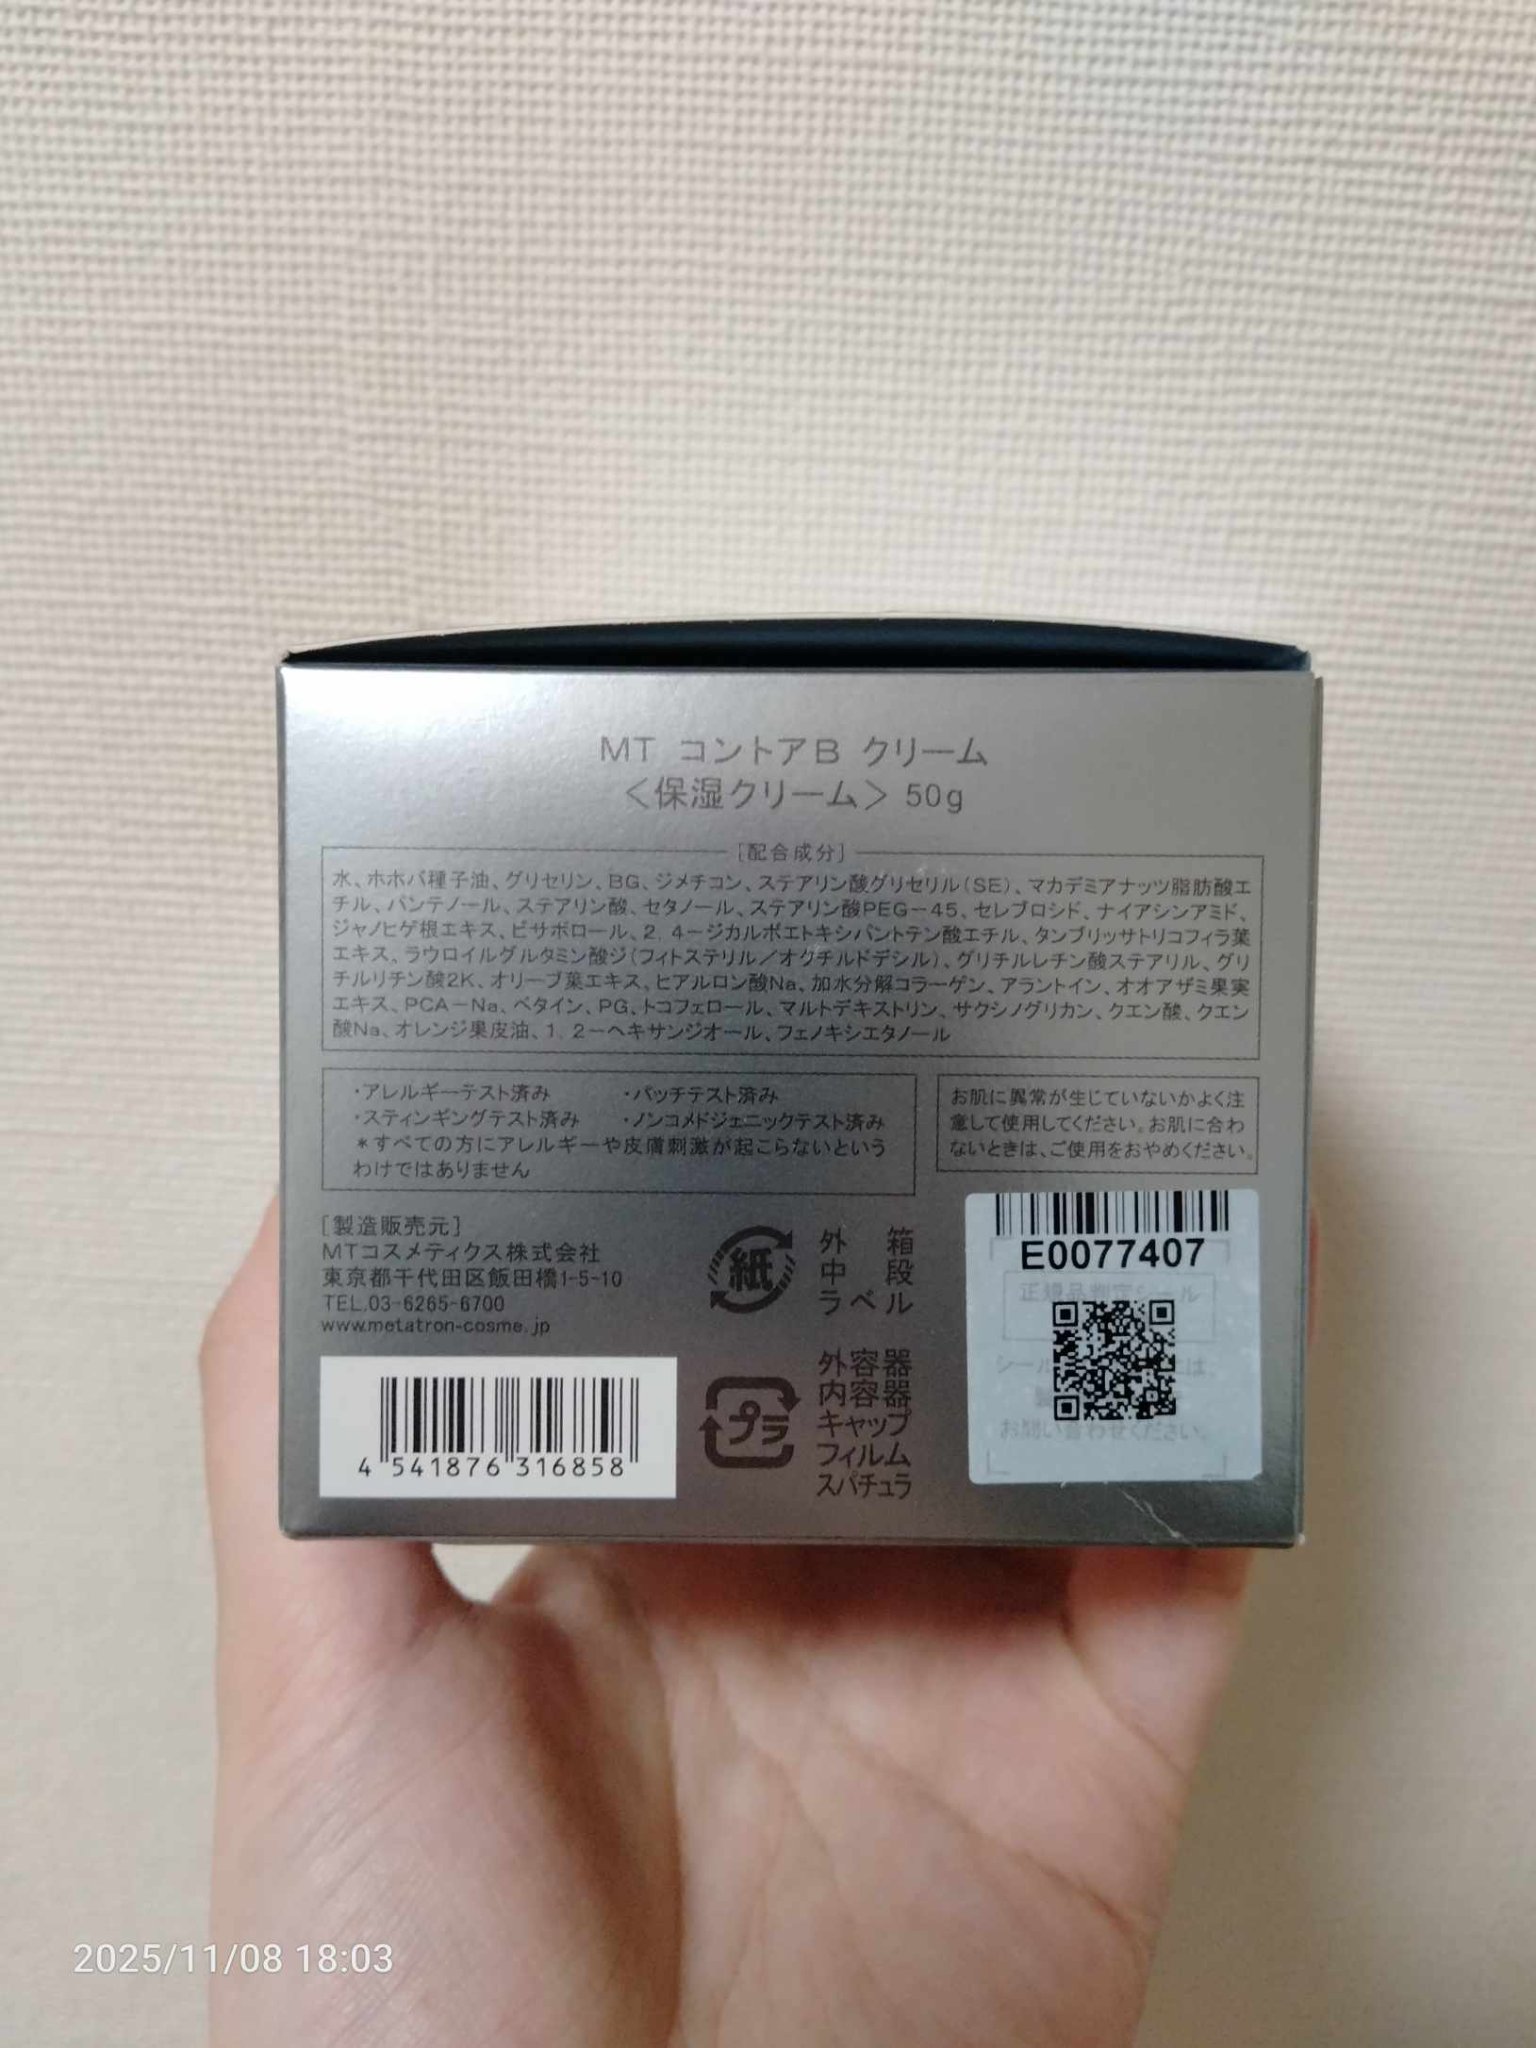 MT コントアB クリーム
＜保湿クリーム＞ 50g
［配合成分］
水、ホホバ種子油、グリセリン、BG、ジメチコン、ステアリン酸グリセリル（SE）、マカデミアナッツ脂肪酸エ
チル、パンテノール、ステアリン酸、セタノール、ステアリン酸PEG－45、セレブロシド、ナイアシンアミド、
ジャノヒゲ根エキス、ビサボロール、2，4－ジカルボエトキシパントテン酸エチル、タンブリッサトリコフィラ葉
エキス、ラウロイルグルタミン酸ジ（フィトステリル／オクチルドデシル）、グリチルレチン酸ステアリル、グリ
チルリチン酸2K、オリーブ葉エキス、ヒアルロン酸Na、加水分解コラーゲン、アラントイン、オオアザミ果実
エキス、PCA－Na、ベタイン、PG、トコフェロール、マルトデキストリン、サクシノグリカン、クエン酸、クエン
酸Na、オレンジ果皮油、1，2－ヘキサンジオール、フェノキシエタノール
・アレルギーテスト済み ・パッチテスト済み
・スティンギングテスト済み ・ノンコメドジェニックテスト済み
＊すべての方にアレルギーや皮膚刺激が起こらないという
わけではありません
お肌に異常が生じていないかよく注
意して使用してください。お肌に合わ
ないときは、ご使用をおやめください。
［製造販売元］
MTコスメティクス株式会社
東京都千代田区飯田橋1-5-10
TEL.03-6265-6700
www.metatron-cosme.jp
4 541876 316858
紙
外箱
中段
ラベル
プラ
外容器
内容器
キャップ
フィルム
スパチュラ
E0077407
正規品判定シール
シール
は、
お問い合わせください。
2025/11/08 18:03